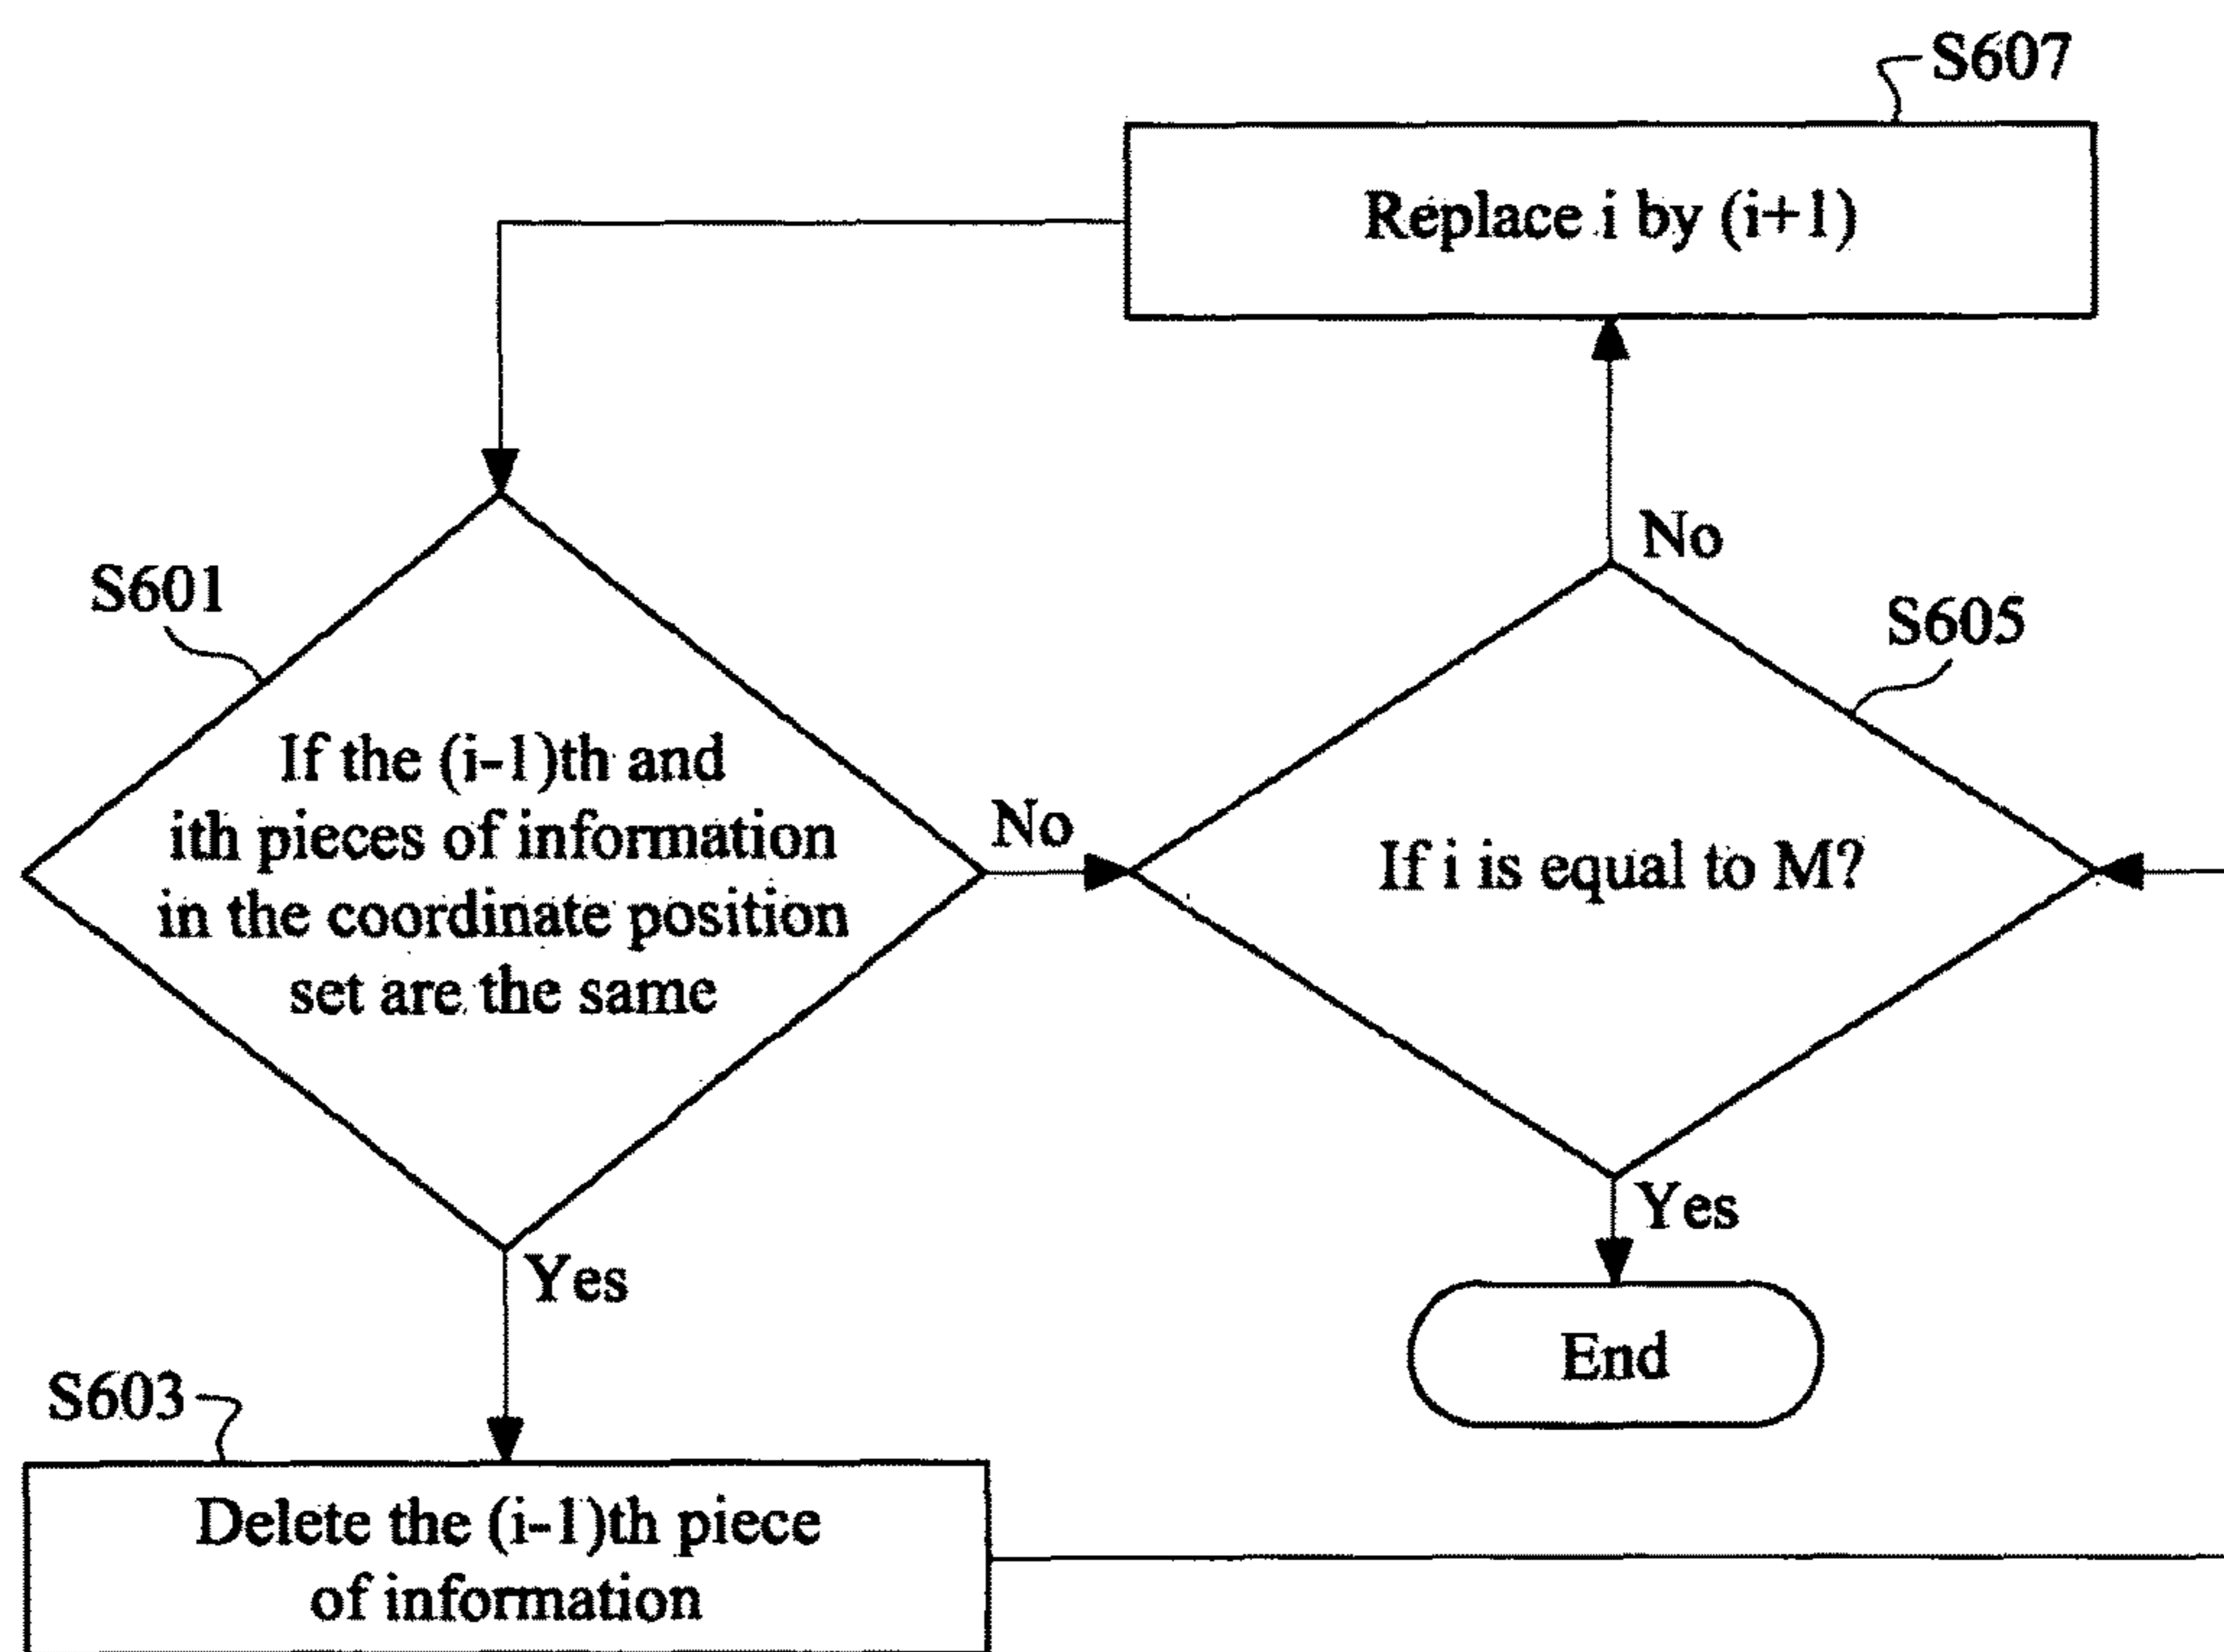 S607
Replace i by (i+1)
No
S601
S605
If the (i-1)th and
ith pieces of information
in the coordinate position
set are the same
No
If i is equal to M?
Yes
Yes
End
S603
Delete the (i-1)th piece
of information